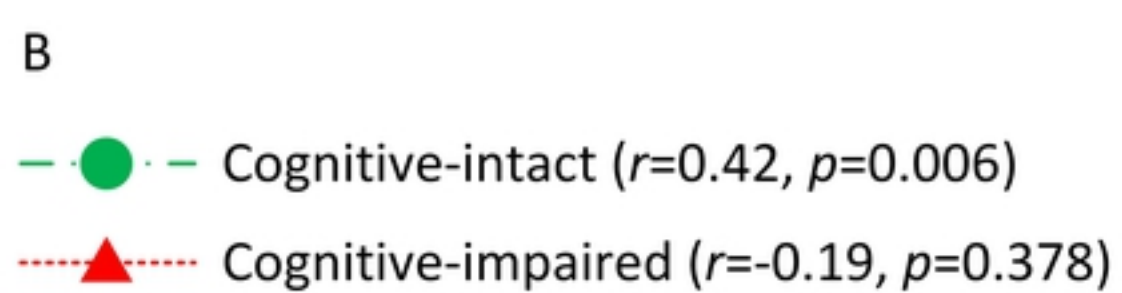 B
Cognitive-intact (r=0.42, p=0.006)
Cognitive-impaired (r=-0.19, p=0.378)